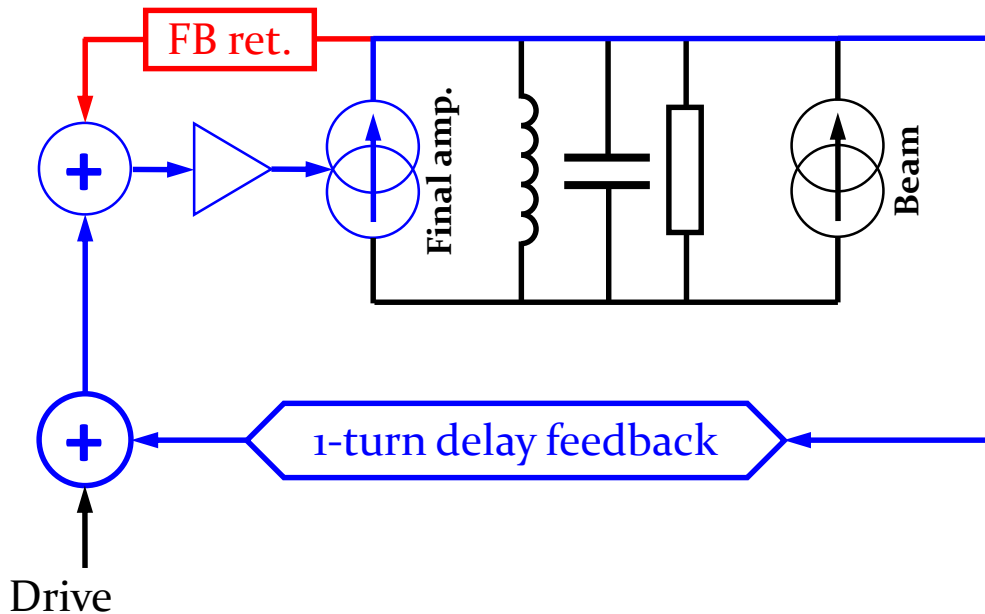 FB ret.
+
Final amp.
Beam
+
1-turn delay feedback
Drive